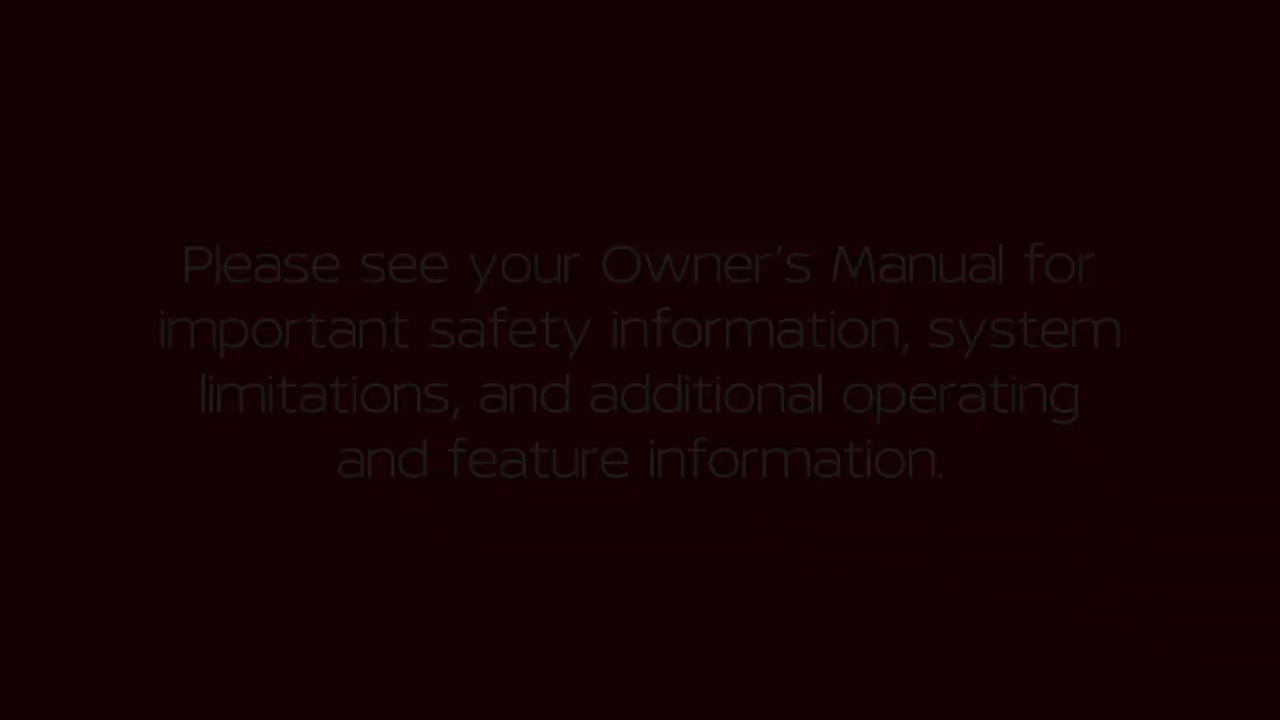 Please see your Owner's Manual for
important safety information, system
limitations, and additional operating
and feature information.